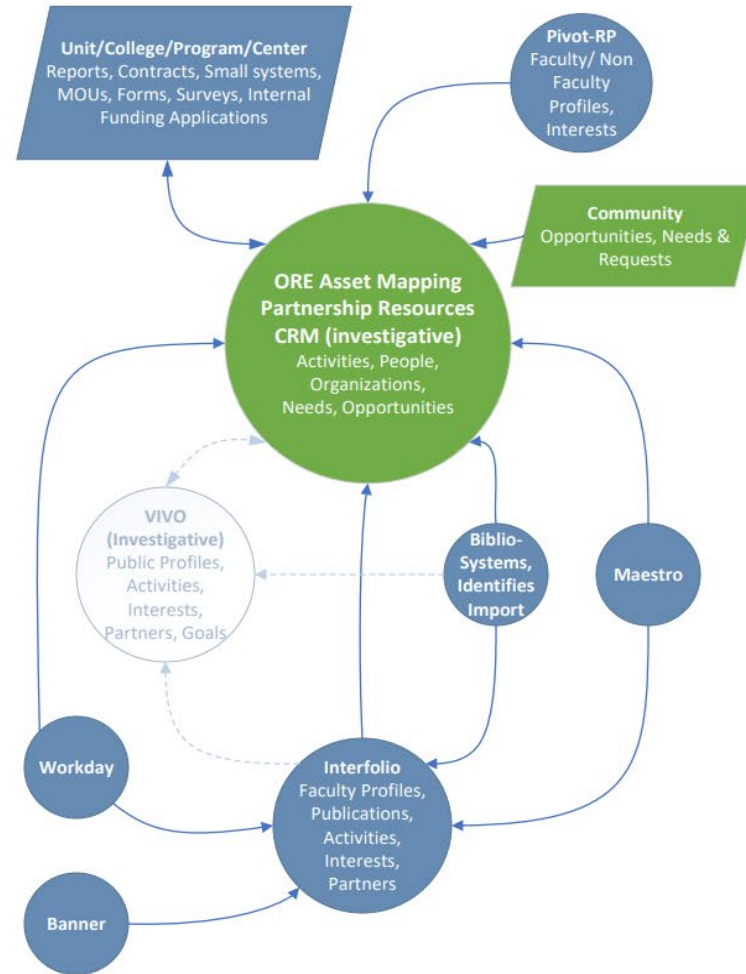 Unit/College/Program/Center
Reports, Contracts, Small systems,
MOUs, Forms, Surveys, Internal
Funding Applications
Pivot-RP
Faculty/ Non
Faculty
Profiles,
Interests
Community
Opportunities, Needs &
Requests
ORE Asset Mapping
Partnership Resources
CRM (investigative)
Activities, People,
Organizations,
Needs, Opportunities
VIVO
(Investigative)
Public Profiles,
Activities,
Interests,
Partners, Goals
Biblio-
Systems,
Identifies
Import
Maestro
Workday
Interfolio
Faculty Profiles,
Publications,
Activities,
Interests,
Partners
Banner